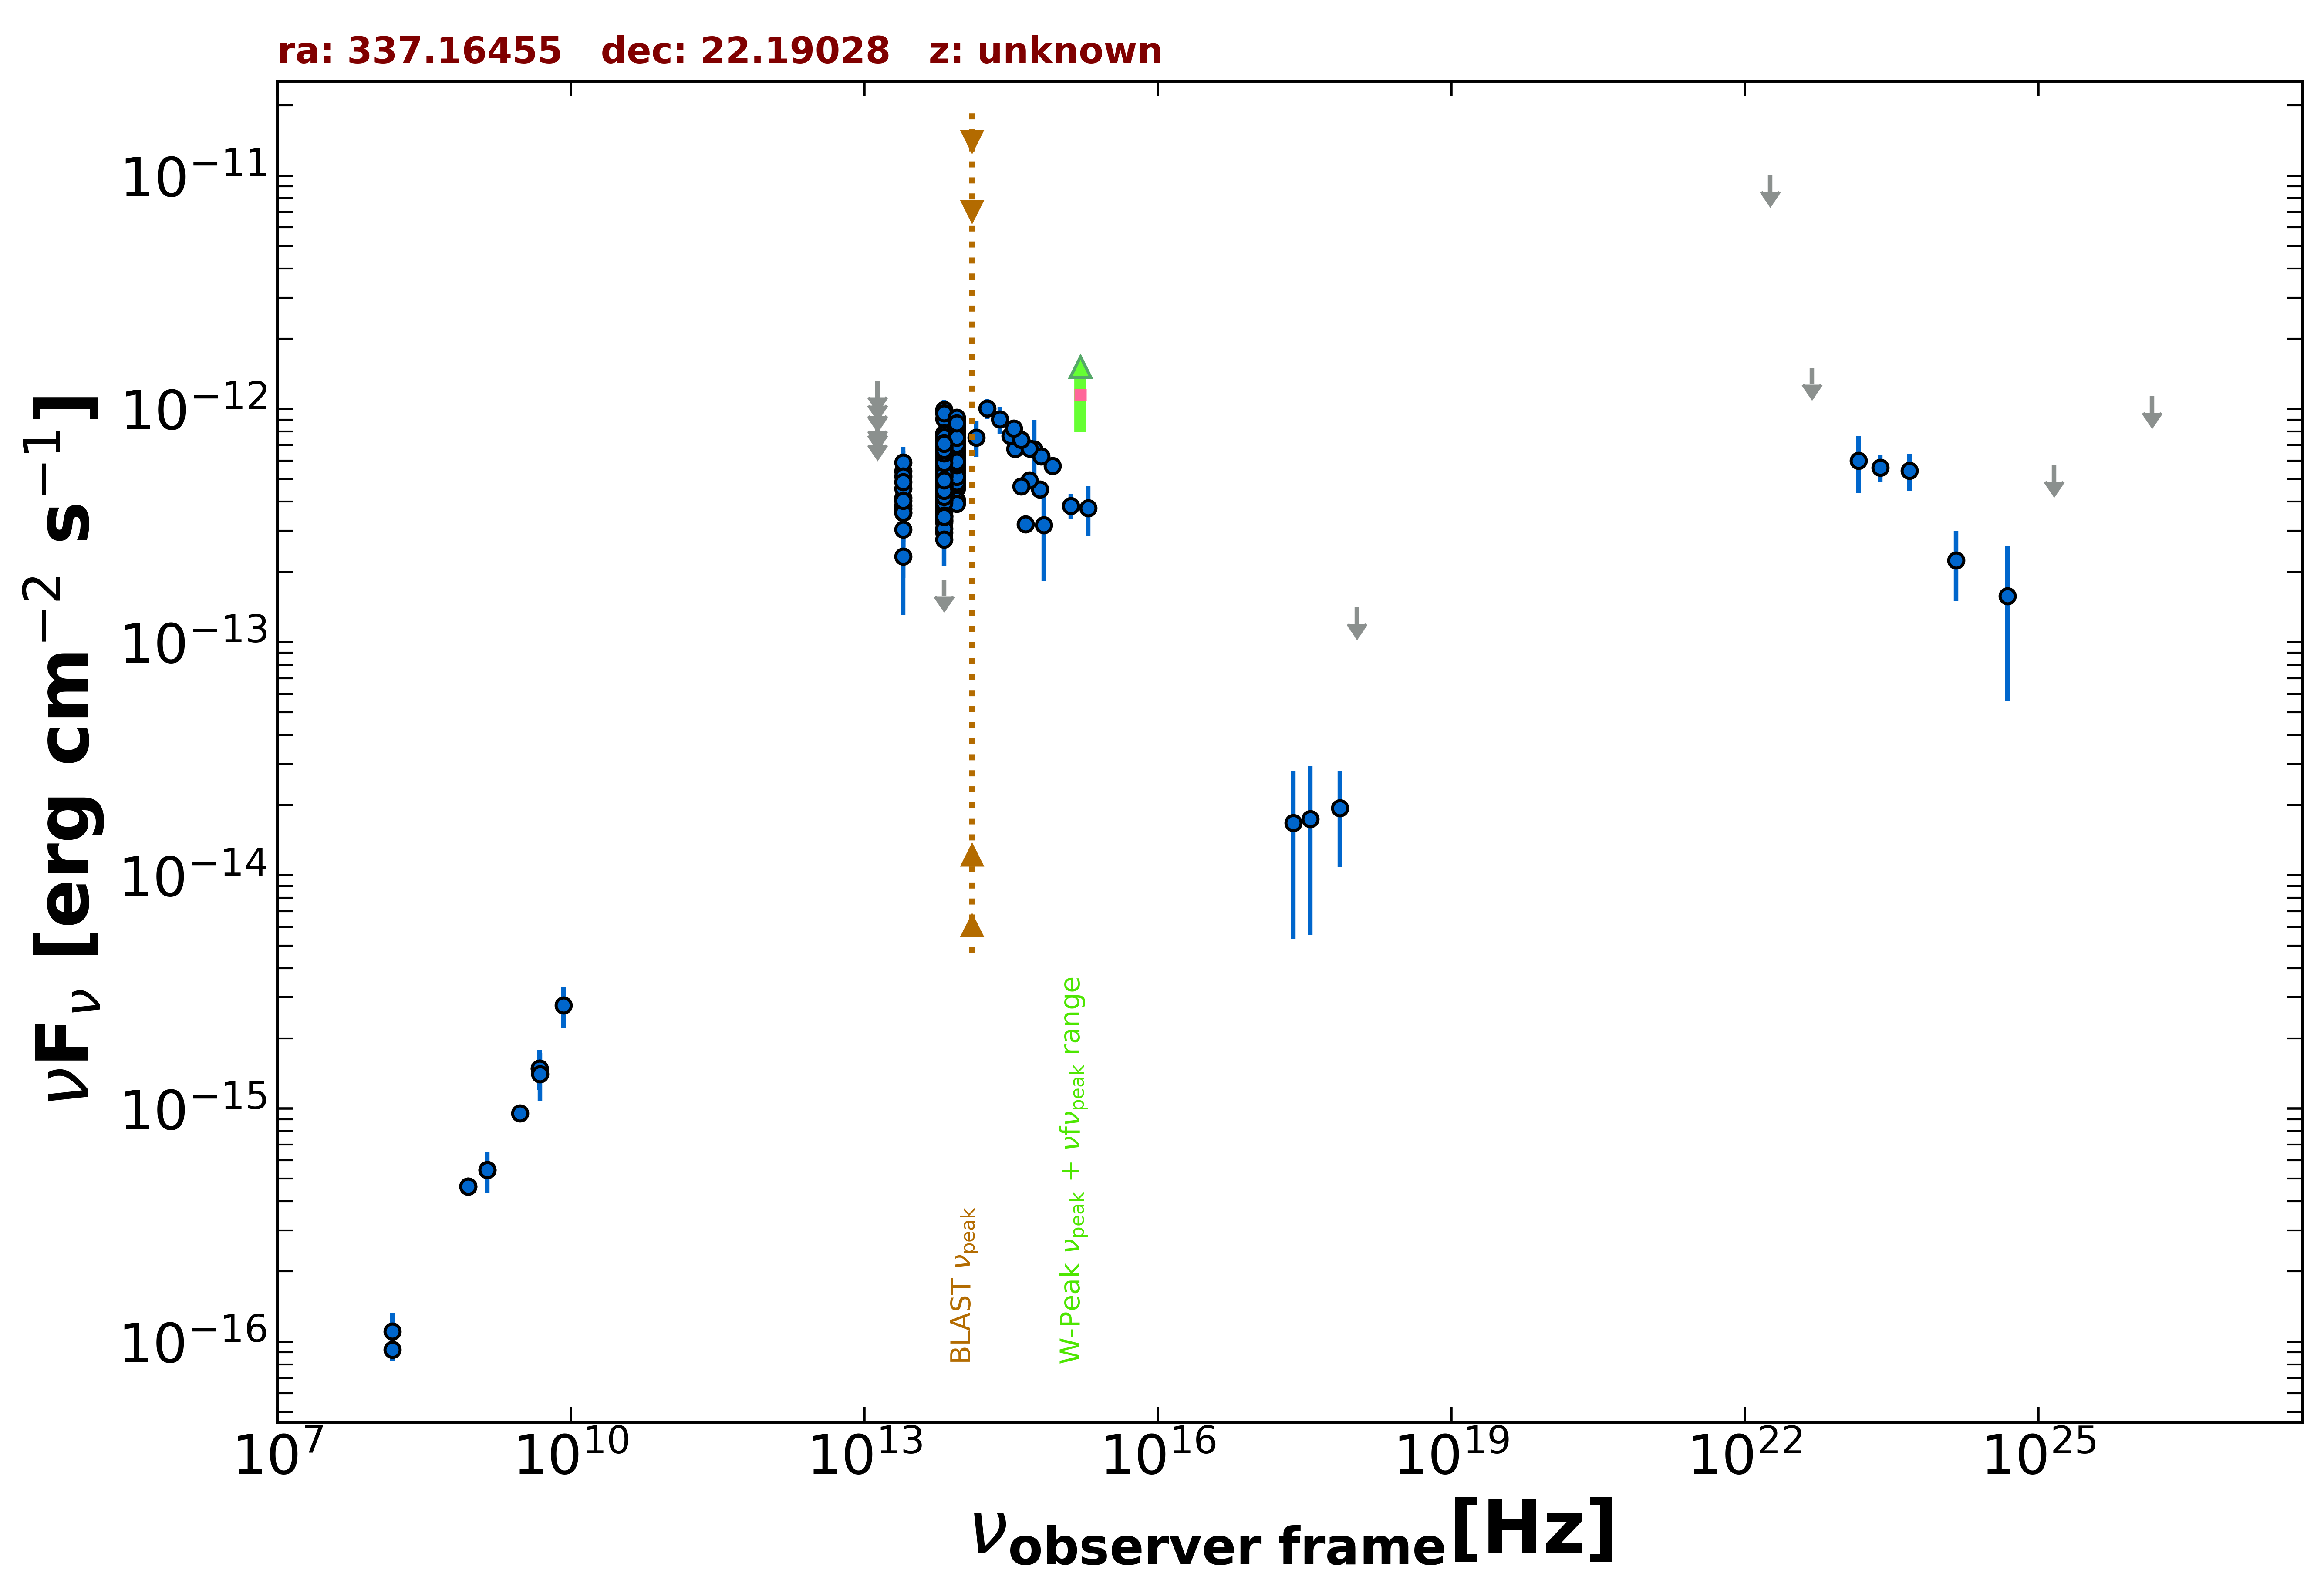 ra: 337.16455   dec: 22.19028   z: unknown
νFν [erg cm⁻² s⁻¹]
10⁻¹¹
10⁻¹²
10⁻¹³
10⁻¹⁴
10⁻¹⁵
10⁻¹⁶
BLAST νpeak
W-Peak νpeak + νfνpeak range
10⁷ 10¹⁰ 10¹³ 10¹⁶ 10¹⁹ 10²² 10²⁵
νobserver frame[Hz]